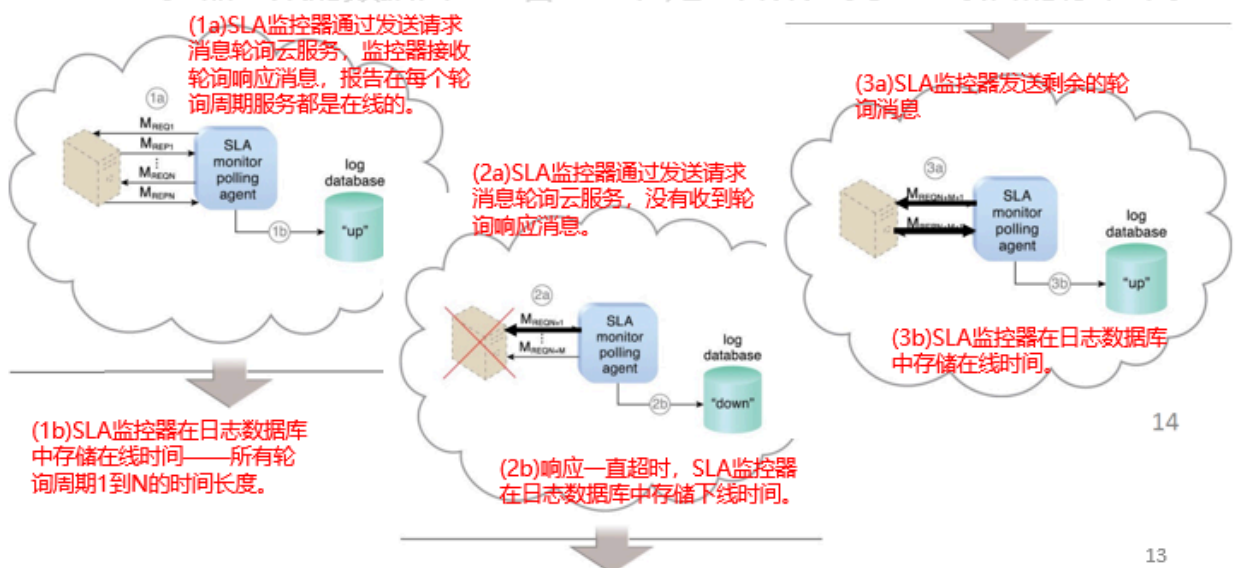 (1a)SLA监控器通过发送请求
消息轮询云服务，监控器接收
轮询响应消息，报告在每个轮
询周期服务都是在线的。
1a
MREQ1
MREP1
⋮
MREQN
MREPN
SLA
monitor
polling
agent
log
database
1b
"up"
(1b)SLA监控器在日志数据库
中存储在线时间——所有轮
询周期1到N的时间长度。
(2a)SLA监控器通过发送请求
消息轮询云服务，没有收到轮
询响应消息。
2a
MREQN+1
⋮
MREQN+M
SLA
monitor
polling
agent
log
database
2b
"down"
(2b)响应一直超时，SLA监控器
在日志数据库中存储下线时间。
(3a)SLA监控器发送剩余的轮
询消息
3a
MREQN+M+1
SLA
monitor
polling
agent
log
database
3b
"up"
(3b)SLA监控器在日志数据库
中存储在线时间。
14
13